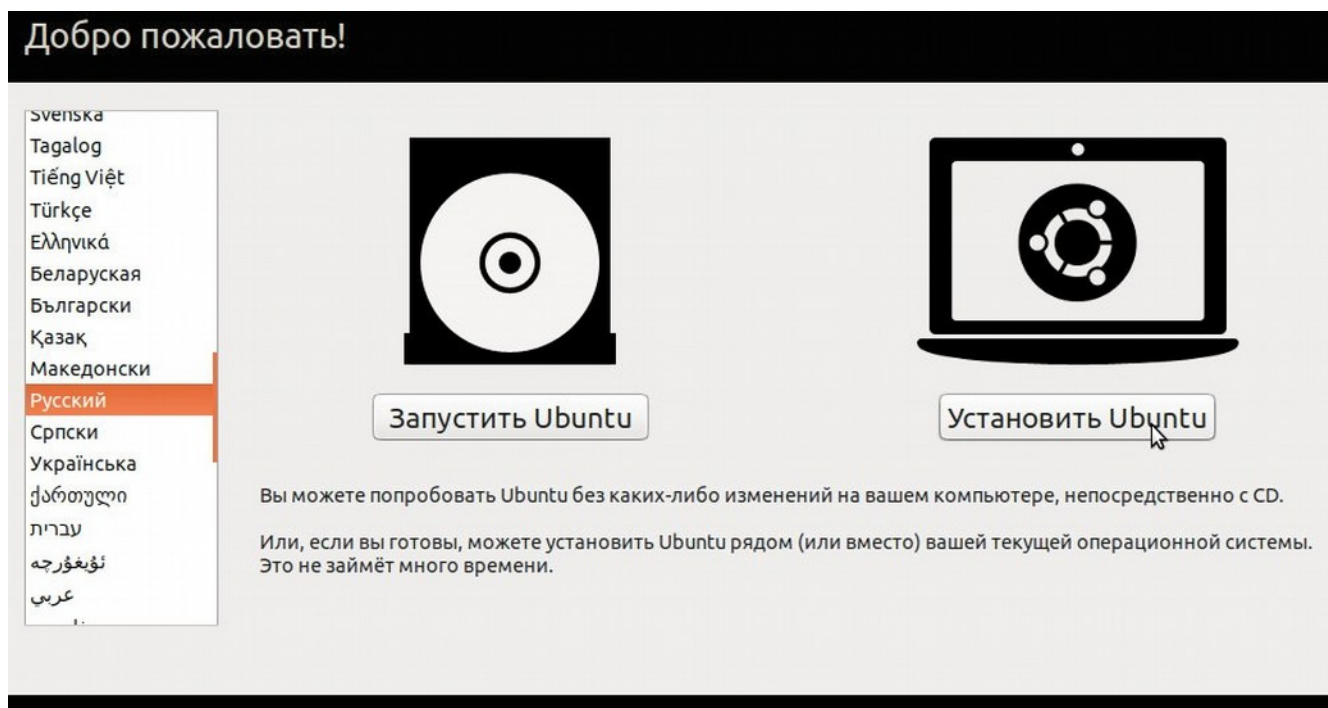 Добро пожаловать!
Svenska
Tagalog
Tiếng Việt
Türkçe
Ελληνικά
Беларуская
Български
Қазақ
Македонски
Русский
Српски
Українська
ქართული
עברית
ئۇيغۇرچە
عربي
Запустить Ubuntu
Установить Ubuntu
Вы можете попробовать Ubuntu без каких-либо изменений на вашем компьютере, непосредственно с CD.
Или, если вы готовы, можете установить Ubuntu рядом (или вместо) вашей текущей операционной системы.
Это не займёт много времени.